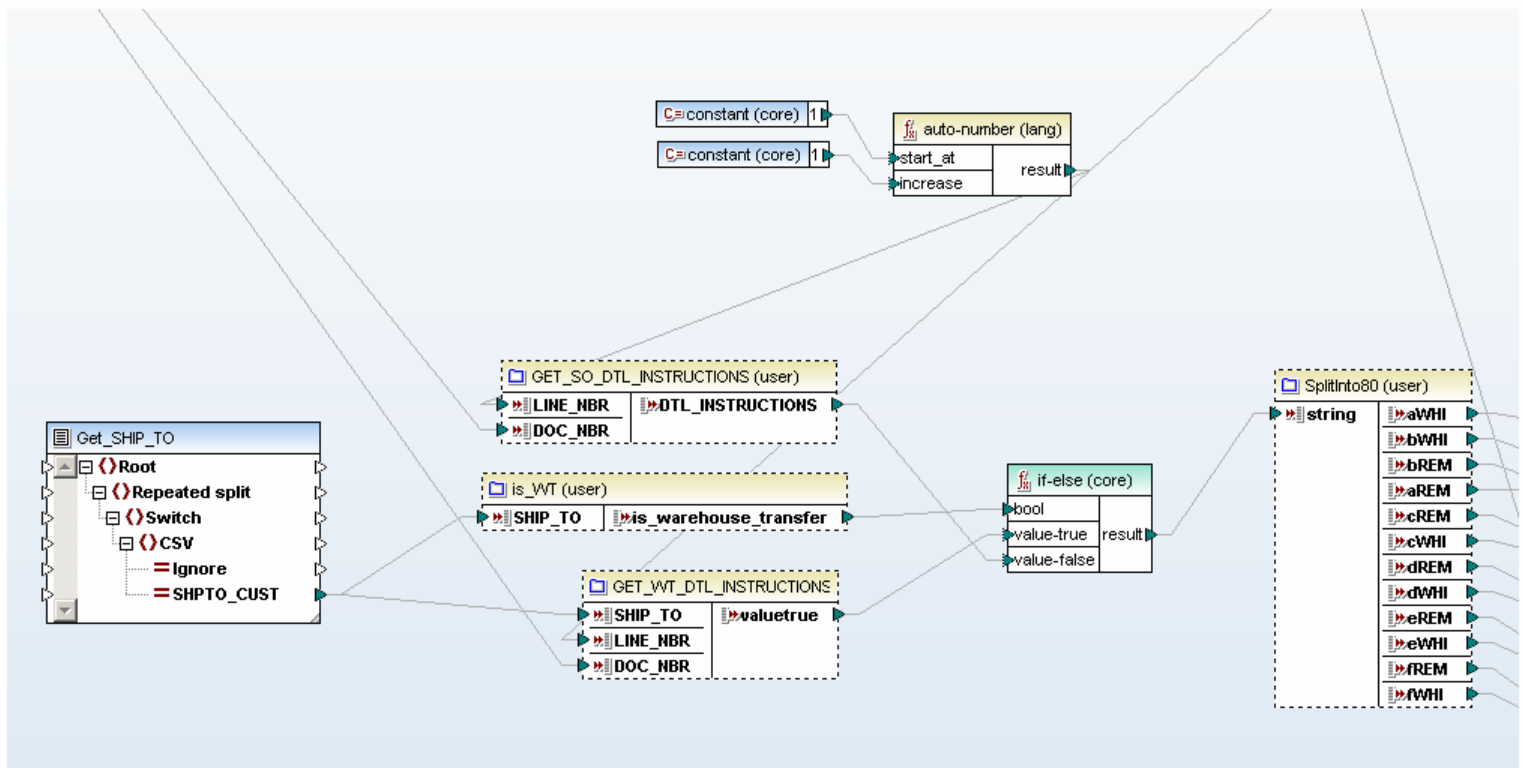 C= constant (core) 1
C= constant (core) 1
auto-number (lang)
start_at
increase
result
GET_SO_DTL_INSTRUCTIONS (user)
LINE_NBR DTL_INSTRUCTIONS
DOC_NBR
Get_SHIP_TO
Root
Repeated split
Switch
CSV
Ignore
SHPTO_CUST
is_WT (user)
SHIP_TO is_warehouse_transfer
GET_WT_DTL_INSTRUCTIONS
SHIP_TO valuetrue
LINE_NBR
DOC_NBR
if-else (core)
bool
value-true result
value-false
SplitInto80 (user)
string aWHI
bWHI
bREM
aREM
cREM
cWHI
dREM
dWHI
eREM
eWHI
fREM
fWHI